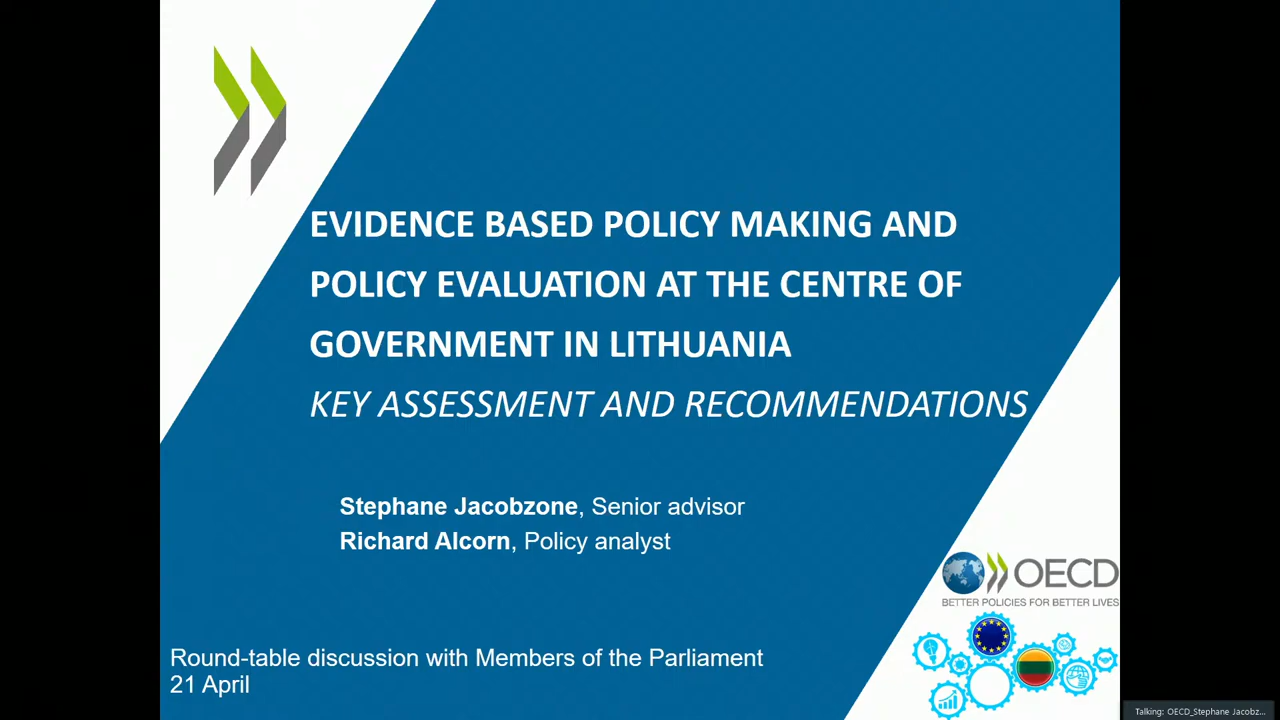 EVIDENCE BASED POLICY MAKING AND
POLICY EVALUATION AT THE CENTRE OF
GOVERNMENT IN LITHUANIA
KEY ASSESSMENT AND RECOMMENDATIONS
Stephane Jacobzone, Senior advisor
Richard Alcorn, Policy analyst
OECD
BETTER POLICIES FOR BETTER LIVES
Round-table discussion with Members of the Parliament
21 April
Talking: OECD_Stephane Jacobz...